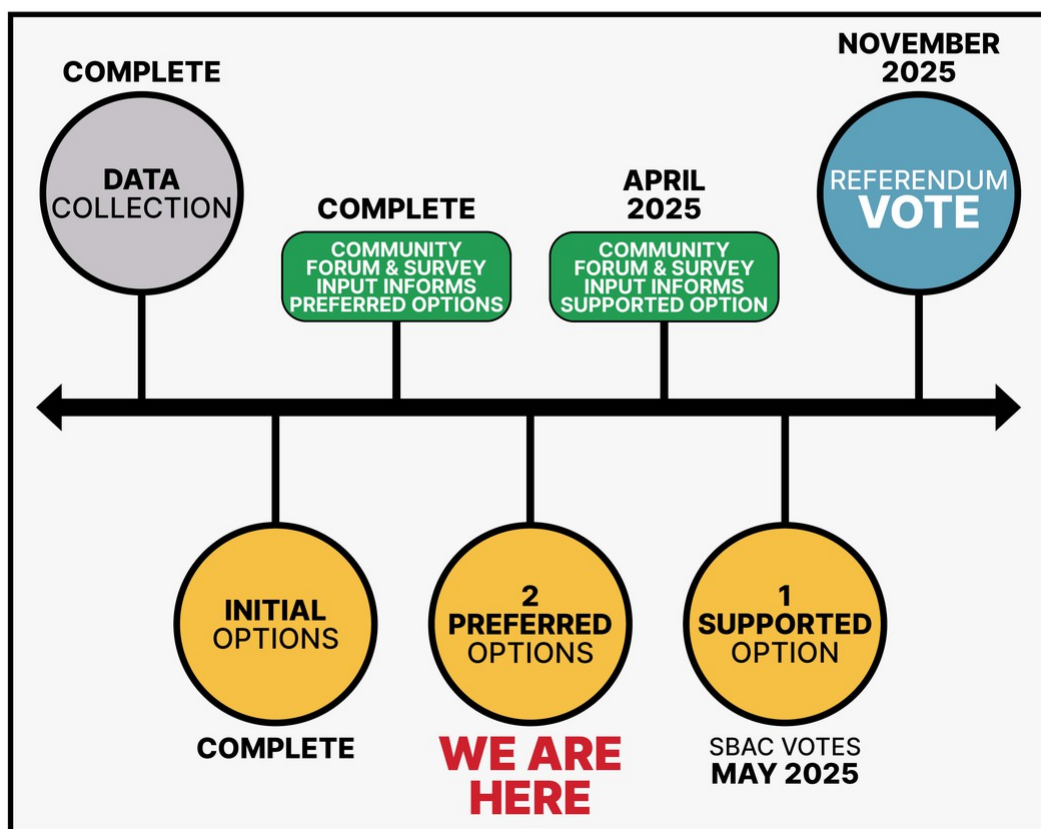 COMPLETE
DATA
COLLECTION
COMPLETE
COMMUNITY
FORUM & SURVEY
INPUT INFORMS
PREFERRED OPTIONS
APRIL
2025
COMMUNITY
FORUM & SURVEY
INPUT INFORMS
SUPPORTED OPTION
NOVEMBER
2025
REFERENDUM
VOTE
INITIAL
OPTIONS
COMPLETE
2
PREFERRED
OPTIONS
WE ARE
HERE
1
SUPPORTED
OPTION
SBAC VOTES
MAY 2025